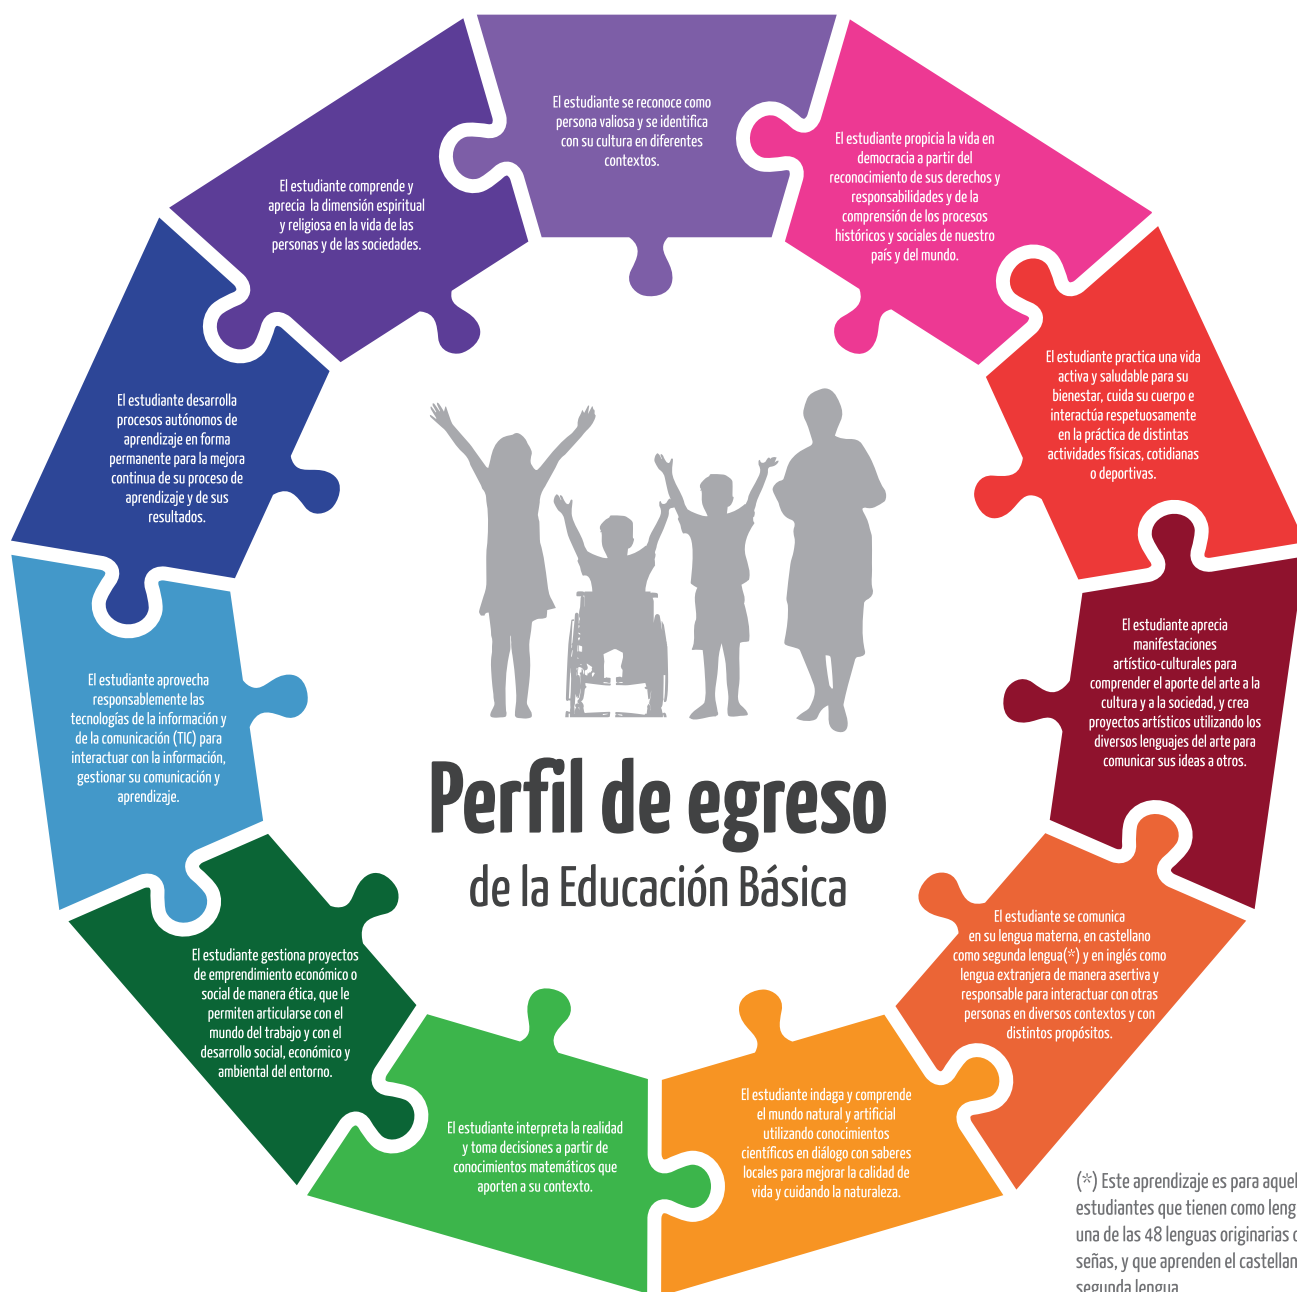 El estudiante se reconoce como
persona valiosa y se identifica
con su cultura en diferentes
contextos.
El estudiante propicia la vida en
democracia a partir del
reconocimiento de sus derechos y
responsabilidades y de la
comprensión de los procesos
históricos y sociales de nuestro
país y del mundo.
El estudiante practica una vida
activa y saludable para su
bienestar, cuida su cuerpo e
interactúa respetuosamente
en la práctica de distintas
actividades físicas, cotidianas
o deportivas.
El estudiante aprecia
manifestaciones
artístico-culturales para
comprender el aporte del arte a la
cultura y a la sociedad, y crea
proyectos artísticos utilizando los
diversos lenguajes del arte para
comunicar sus ideas a otros.
El estudiante se comunica
en su lengua materna, en castellano
como segunda lengua(*) y en inglés como
lengua extranjera de manera asertiva y
responsable para interactuar con otras
personas en diversos contextos y con
distintos propósitos.
El estudiante indaga y comprende
el mundo natural y artificial
utilizando conocimientos
científicos en diálogo con saberes
locales para mejorar la calidad de
vida y cuidando la naturaleza.
El estudiante interpreta la realidad
y toma decisiones a partir de
conocimientos matemáticos que
aporten a su contexto.
El estudiante gestiona proyectos
de emprendimiento económico o
social de manera ética, que le
permiten articularse con el
mundo del trabajo y con el
desarrollo social, económico y
ambiental del entorno.
El estudiante aprovecha
responsablemente las
tecnologías de la información y
de la comunicación (TIC) para
interactuar con la información,
gestionar su comunicación y
aprendizaje.
El estudiante desarrolla
procesos autónomos de
aprendizaje en forma
permanente para la mejora
continua de su proceso de
aprendizaje y de sus
resultados.
El estudiante comprende y
aprecia la dimensión espiritual
y religiosa en la vida de las
personas y de las sociedades.
Perfil de egreso
de la Educación Básica
(*) Este aprendizaje es para
estudiantes que tienen como
una de las 48 lenguas originarias
señas, y que aprenden el
segunda lengua